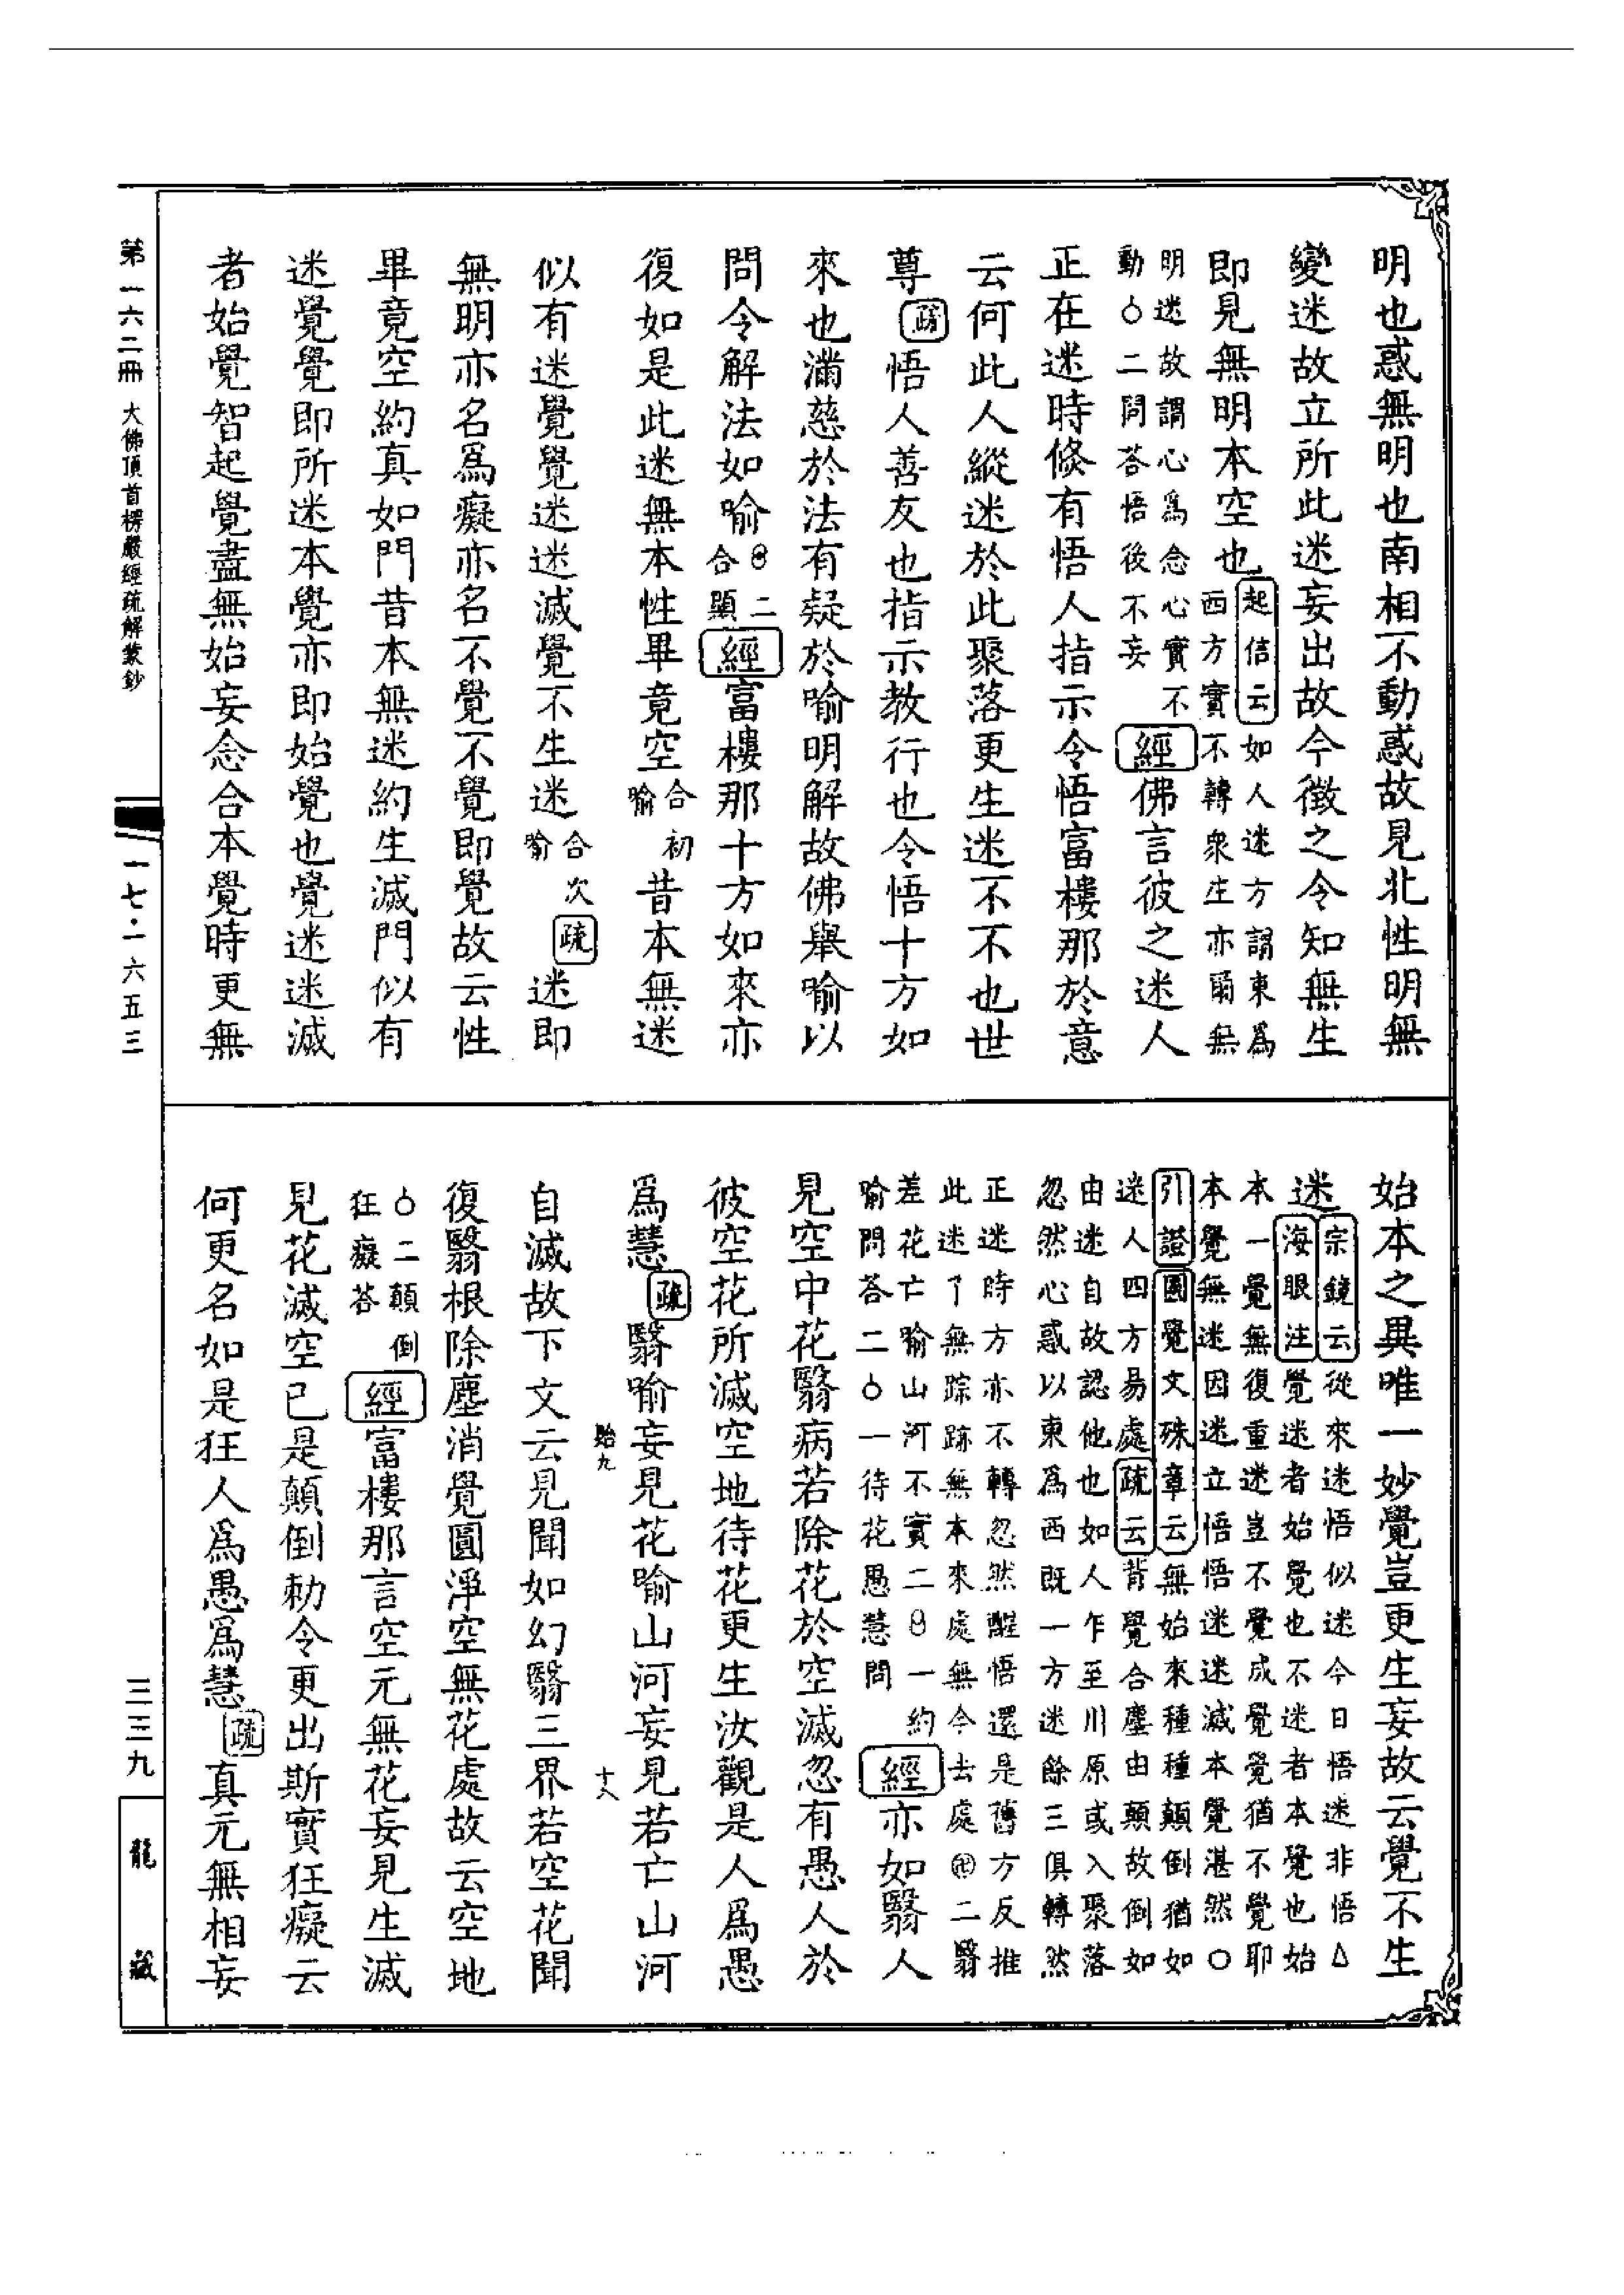 明也惑無明也南相不動惑故見北性明無
變迷故立所此迷妄出故今徵之令知無生
即見無明本空也起信云如人迷方謂東為
西方實不轉衆生亦爾無
明迷故謂心為念心實不
動○二問答悟後不妄經佛言彼之迷人
正在迷時倐有悟人指示令悟富樓那於意
云何此人縱迷於此聚落更生迷不不也世
尊疏悟人善友也指示教行也令悟十方如
來也滿慈於法有疑於喻明解故佛舉喻以
問令解法如喻㊀二
合顯經富樓那十方如來亦
復如是此迷無本性畢竟空合初
喻昔本無迷
似有迷覺覺迷迷滅覺不生迷合次
喻疏迷即
無明亦名為癡亦名不覺不覺即覺故云性
畢竟空約真如門昔本無迷約生滅門似有
迷覺覺即所迷本覺亦即始覺也覺迷迷滅
者始覺智起覺盡無始妄念合本覺時更無
始本之異唯一妙覺豈更生妄故云覺不生
迷宗鏡云從來迷悟似迷今日悟迷非悟△
海眼注覺迷者始覺也不迷者本覺也始
本一覺無復重迷豈不覺成覺覺猶不覺耶
本覺無迷因迷立悟悟迷迷滅本覺湛然○
引證圓覺文殊章云無始來種種顛倒猶如
迷人四方易處疏云背覺合塵由顛故倒如
由迷自故認他也如人乍至川原或入聚落
忽然心惑以東為西既一方迷餘三俱轉然
正迷時方亦不轉忽然醒悟還是舊方反推
此迷迷了無踪跡無本來處無今去處㊉二翳
差花亡喻山河不實二㊀一約
喻問答二○一待花愚慧問經亦如翳人
見空中花翳病若除花於空滅忽有愚人於
彼空花所滅空地待花更生汝觀是人為愚
為慧疏翳喻妄見花喻山河妄見若亡山河
自滅故下文云見聞如幻翳三界若空花聞
復翳根除塵消覺圓淨空無花處故云空地
○二顛倒
狂癡答經富樓那言空元無花妄見生滅
見花滅空已是顛倒勑令更出斯實狂癡云
何更名如是狂人為愚為慧疏真元無相妄
第一六二冊 大佛頂首楞嚴經疏解蒙鈔
一七·一六五三
三三九
龍藏
貽九
十八